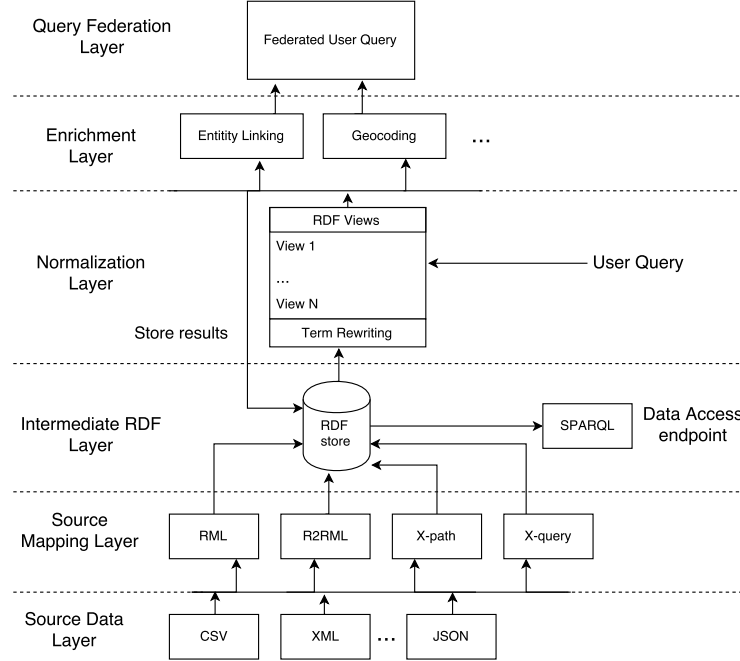 Query Federation
Layer
Federated User Query
Enrichment
Layer
Entitity Linking
Geocoding
...
RDF Views
View 1
...
View N
Term Rewriting
Normalization
Layer
User Query
Store results
Intermediate RDF
Layer
RDF
store
SPARQL
Data Access
endpoint
Source
Mapping Layer
RML
R2RML
X-path
X-query
Source Data
Layer
CSV
XML
...
JSON